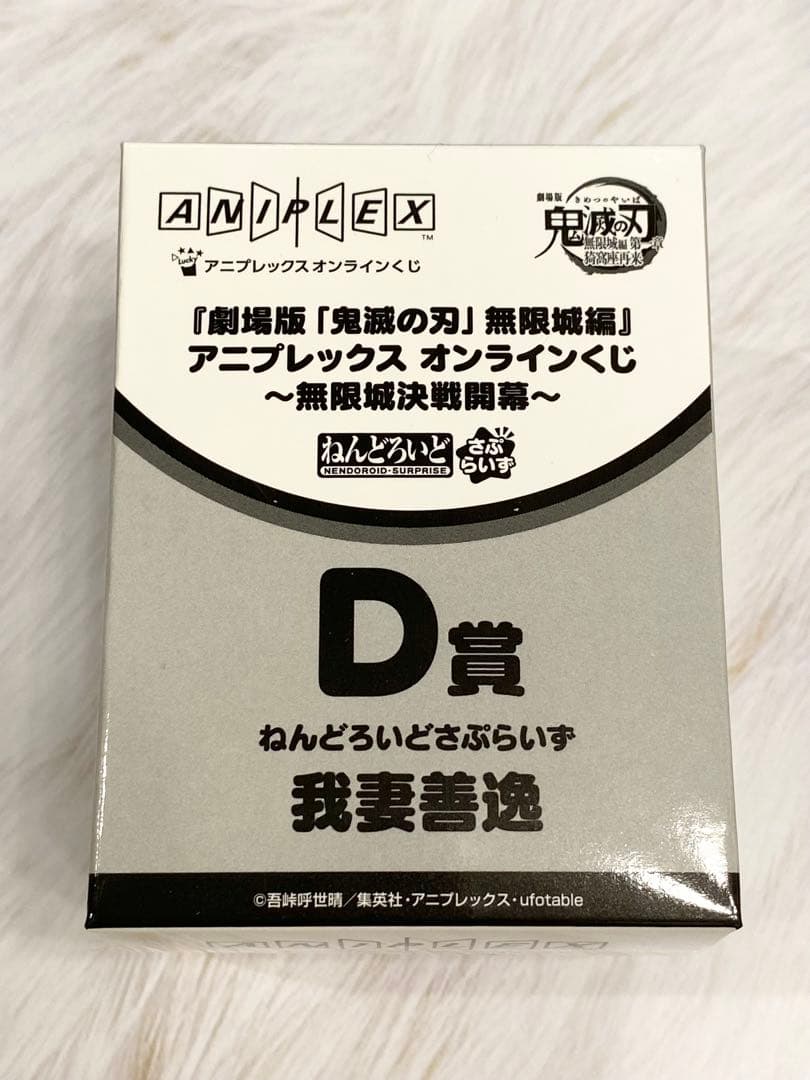 ANIPLEX
TM
Lucky
アニプレックス オンラインくじ
劇場版
きめつのやいば
鬼滅の刃
無限城編 第一章
猗窩座再来
『劇場版「鬼滅の刃」無限城編』
アニプレックス オンラインくじ
～無限城決戦開幕～
ねんどろいど
NENDOROID・SURPRISE
さぷ
らいず
D賞
ねんどろいどさぷらいず
我妻善逸
©吾峠呼世晴／集英社・アニプレックス・ufotable
ANIPLEX